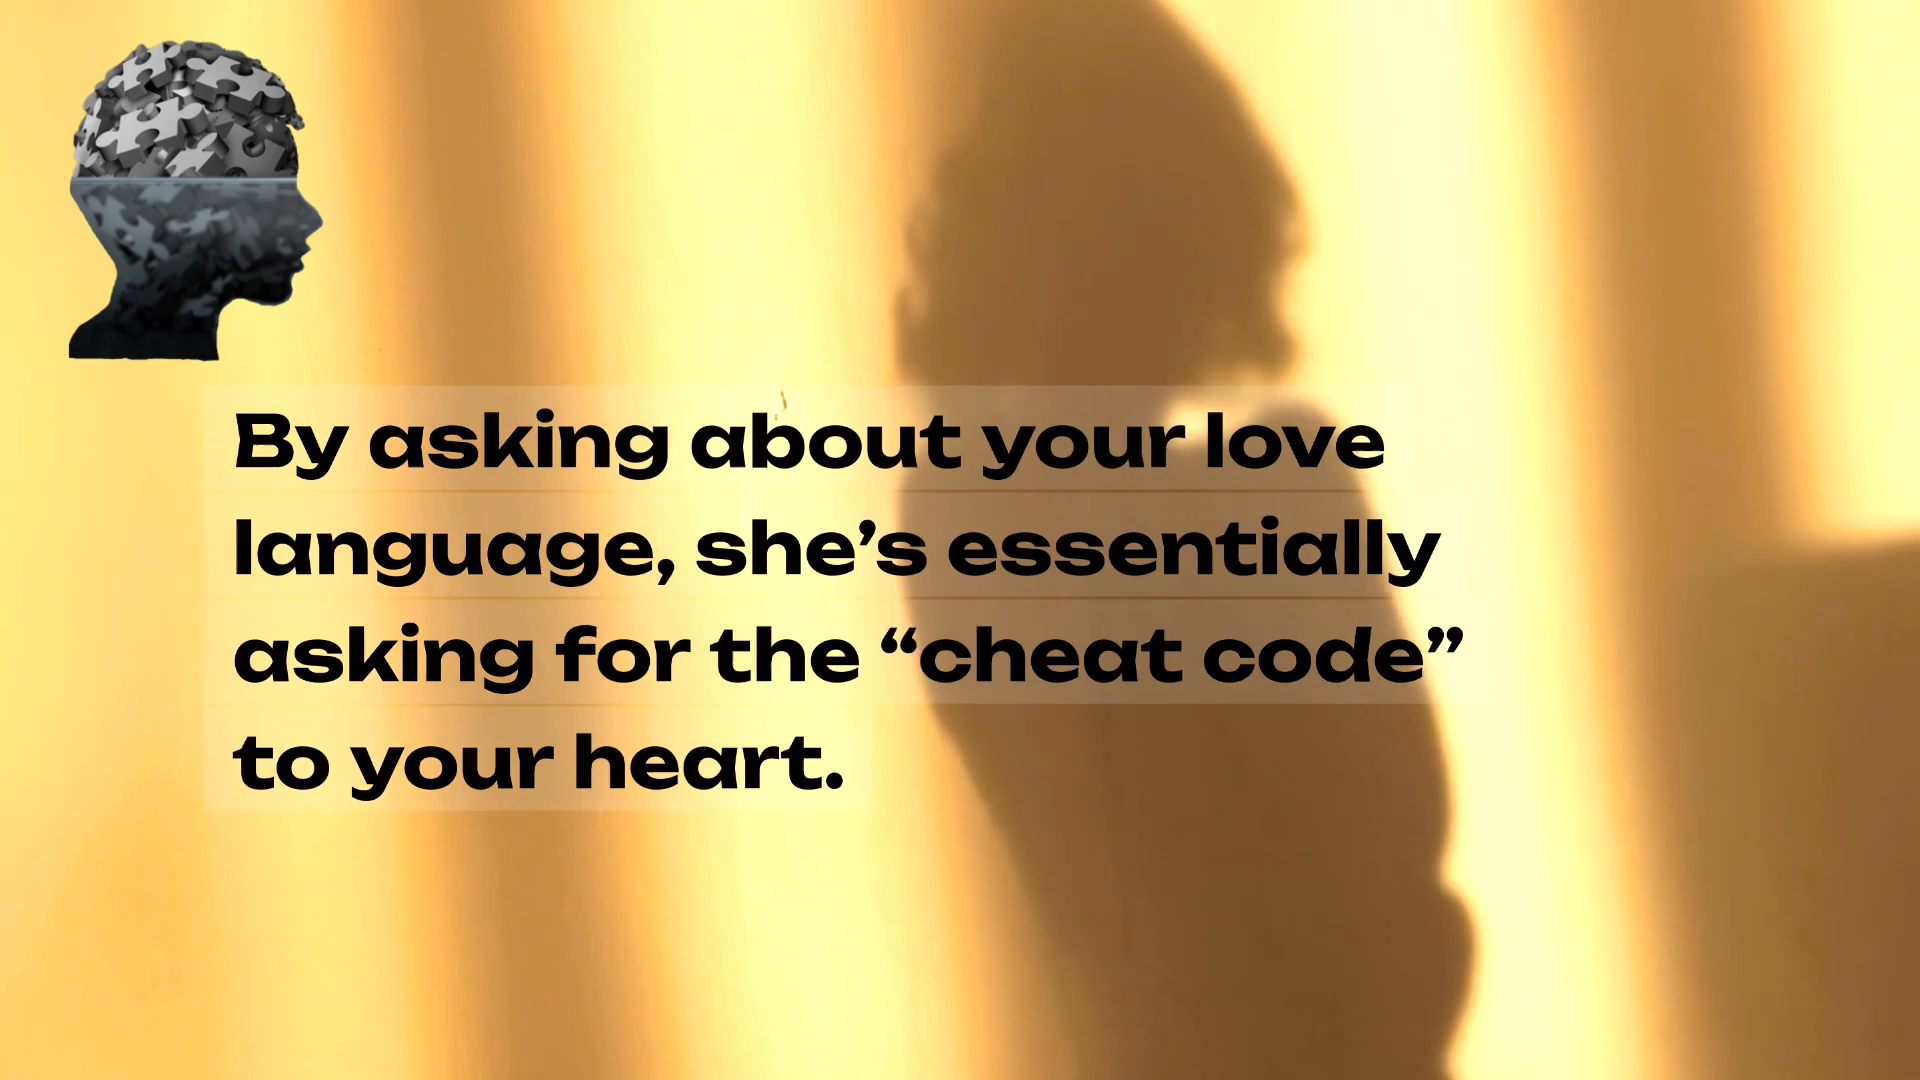 By asking about your love
language, she’s essentially
asking for the “cheat code”
to your heart.